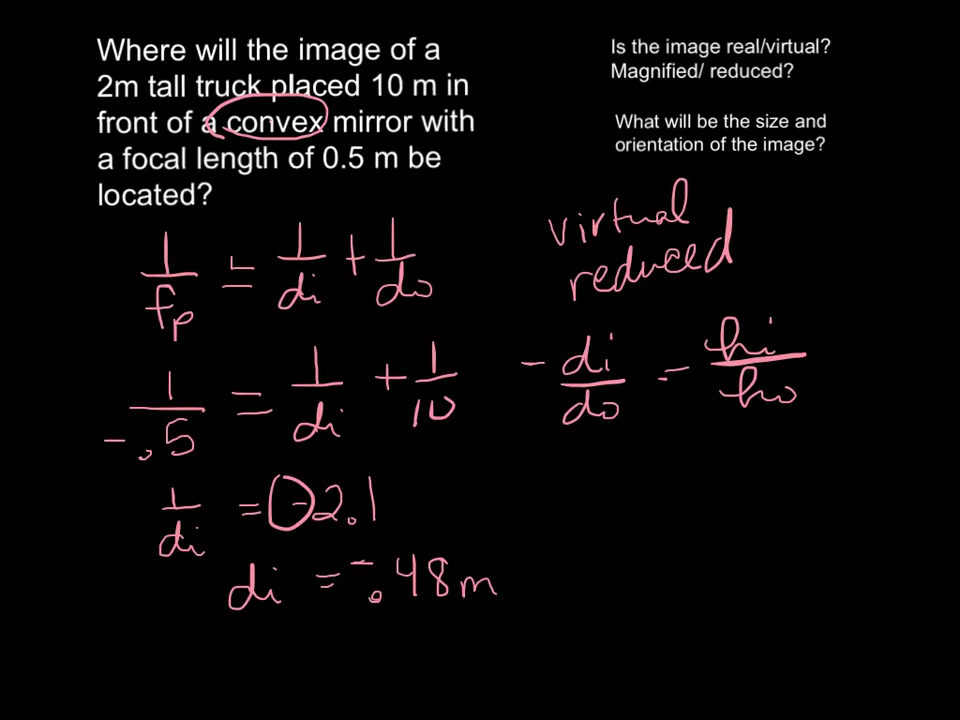 Where will the image of a
2m tall truck placed 10 m in
front of a convex mirror with
a focal length of 0.5 m be
located?
Is the image real/virtual?
Magnified/ reduced?
What will be the size and
orientation of the image?
virtual
reduced
1/fp = 1/di + 1/do
1/-.5 = 1/di + 1/10
1/di = -2.1
di = -.48m
-di/do = hi/ho